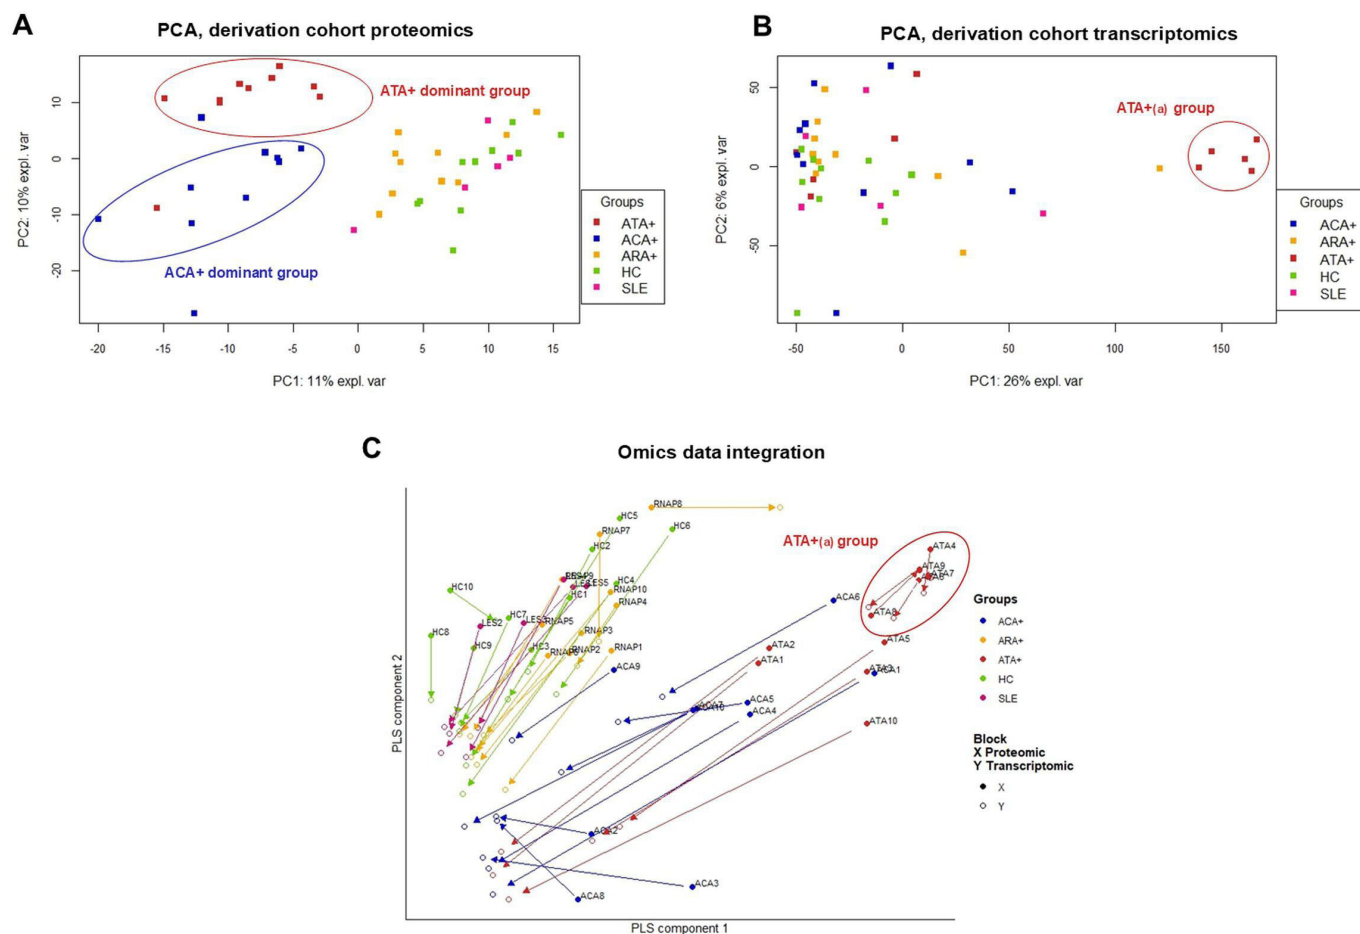 A
PCA, derivation cohort proteomics
ATA+ dominant group
ACA+ dominant group
PC2: 10% expl. var
10
0
-10
-20
-20
-15
-10
-5
0
5
10
15
PC1: 11% expl. var
Groups
ATA+
ACA+
ARA+
HC
SLE
B
PCA, derivation cohort transcriptomics
ATA+(a) group
PC2: 6% expl. var
50
0
-50
-50
0
50
100
150
PC1: 26% expl. var
Groups
ACA+
ARA+
ATA+
HC
SLE
C
Omics data integration
PLS component 2
PLS component 1
RNAP8
HC5
HC6
RNAP7
HC2
ATA+(a) group
ATA4
ATA9
ATA7
ATA8
HC10
LES5
HC4
HC1
RNAP10
RNAP4
ACA6
HC7
LES2
LES3
RNAP5
RNAP3
HC8
HC9
HC3
RNAP2
RNAP1
ATA2
ATA1
ATA5
ATA3
ACA1
ACA9
ACA5
ACA4
ATA10
ACA2
ACA3
ACA8
Groups
ACA+
ARA+
ATA+
HC
SLE
Block
X Proteomic
Y Transcriptomic
X
Y